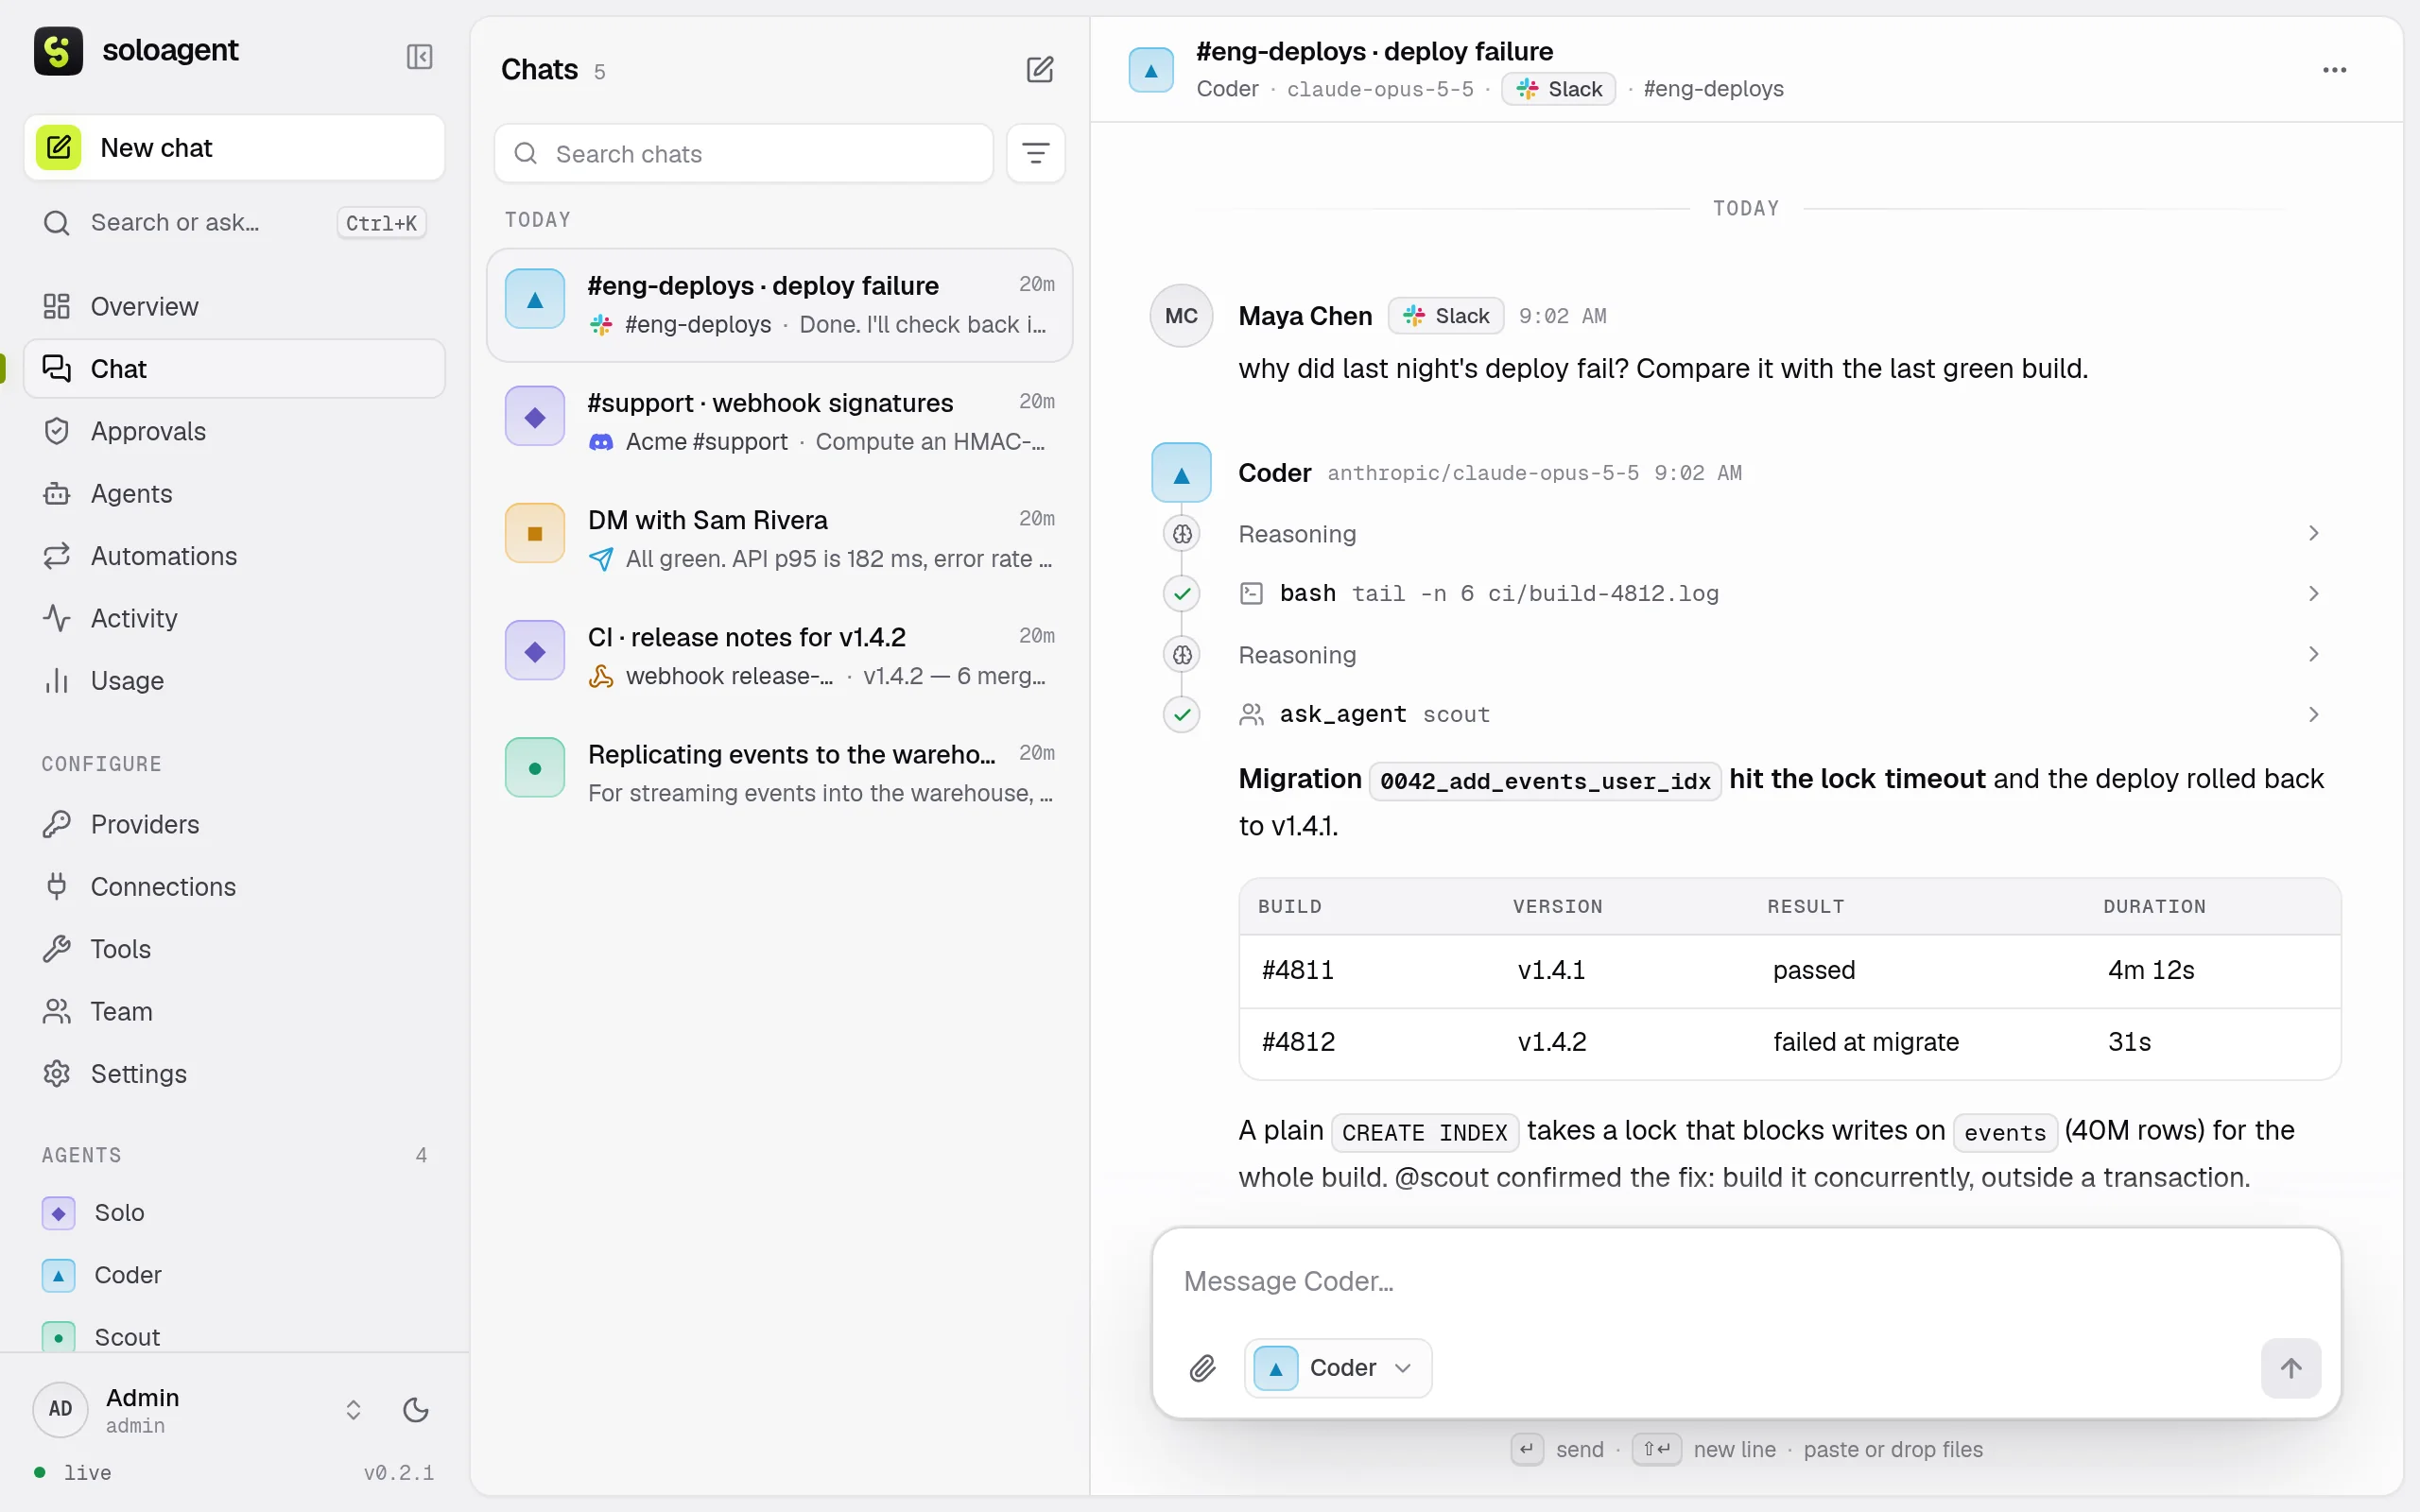 soloagent
New chat
Search or ask... Ctrl+K
Overview
Chat
Approvals
Agents
Automations
Activity
Usage
CONFIGURE
Providers
Connections
Tools
Team
Settings
AGENTS 4
Solo
Coder
Scout
AD Admin
admin
live v0.2.1
Chats 5
Search chats
TODAY
#eng-deploys · deploy failure 20m
#eng-deploys · Done. I'll check back i...
#support · webhook signatures 20m
Acme #support · Compute an HMAC-...
DM with Sam Rivera 20m
All green. API p95 is 182 ms, error rate ...
CI · release notes for v1.4.2 20m
webhook release-... · v1.4.2 — 6 merg...
Replicating events to the wareho... 20m
For streaming events into the warehouse, ...
#eng-deploys · deploy failure
Coder · claude-opus-5-5 · Slack · #eng-deploys
TODAY
MC Maya Chen Slack 9:02 AM
why did last night's deploy fail? Compare it with the last green build.
Coder anthropic/claude-opus-5-5 9:02 AM
Reasoning
bash tail -n 6 ci/build-4812.log
Reasoning
ask_agent scout
Migration 0042_add_events_user_idx hit the lock timeout and the deploy rolled back
to v1.4.1.
BUILD VERSION RESULT DURATION
#4811 v1.4.1 passed 4m 12s
#4812 v1.4.2 failed at migrate 31s
A plain CREATE INDEX takes a lock that blocks writes on events (40M rows) for the
whole build. @scout confirmed the fix: build it concurrently, outside a transaction.
Message Coder...
Coder
↵ send · ⇧↵ new line · paste or drop files